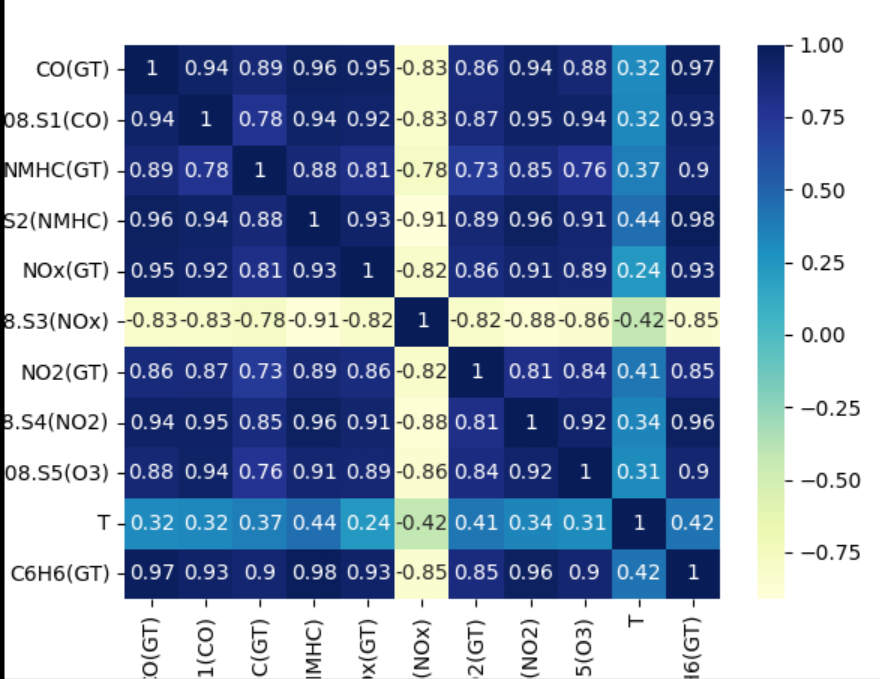 CO(GT) 1 0.94 0.89 0.96 0.95 -0.83 0.86 0.94 0.88 0.32 0.97
08.S1(CO) 0.94 1 0.78 0.94 0.92 -0.83 0.87 0.95 0.94 0.32 0.93
NMHC(GT) 0.89 0.78 1 0.88 0.81 -0.78 0.73 0.85 0.76 0.37 0.9
S2(NMHC) 0.96 0.94 0.88 1 0.93 -0.91 0.89 0.96 0.91 0.44 0.98
NOx(GT) 0.95 0.92 0.81 0.93 1 -0.82 0.86 0.91 0.89 0.24 0.93
8.S3(NOx) -0.83 -0.83 -0.78 -0.91 -0.82 1 -0.82 -0.88 -0.86 -0.42 -0.85
NO2(GT) 0.86 0.87 0.73 0.89 0.86 -0.82 1 0.81 0.84 0.41 0.85
8.S4(NO2) 0.94 0.95 0.85 0.96 0.91 -0.88 0.81 1 0.92 0.34 0.96
08.S5(O3) 0.88 0.94 0.76 0.91 0.89 -0.86 0.84 0.92 1 0.31 0.9
T 0.32 0.32 0.37 0.44 0.24 -0.42 0.41 0.34 0.31 1 0.42
C6H6(GT) 0.97 0.93 0.9 0.98 0.93 -0.85 0.85 0.96 0.9 0.42 1
CO(GT)
1(CO)
C(GT)
MHC)
Ox(GT)
(NOx)
O2(GT)
(NO2)
5(O3)
T
H6(GT)
1.00
0.75
0.50
0.25
0.00
−0.25
−0.50
−0.75